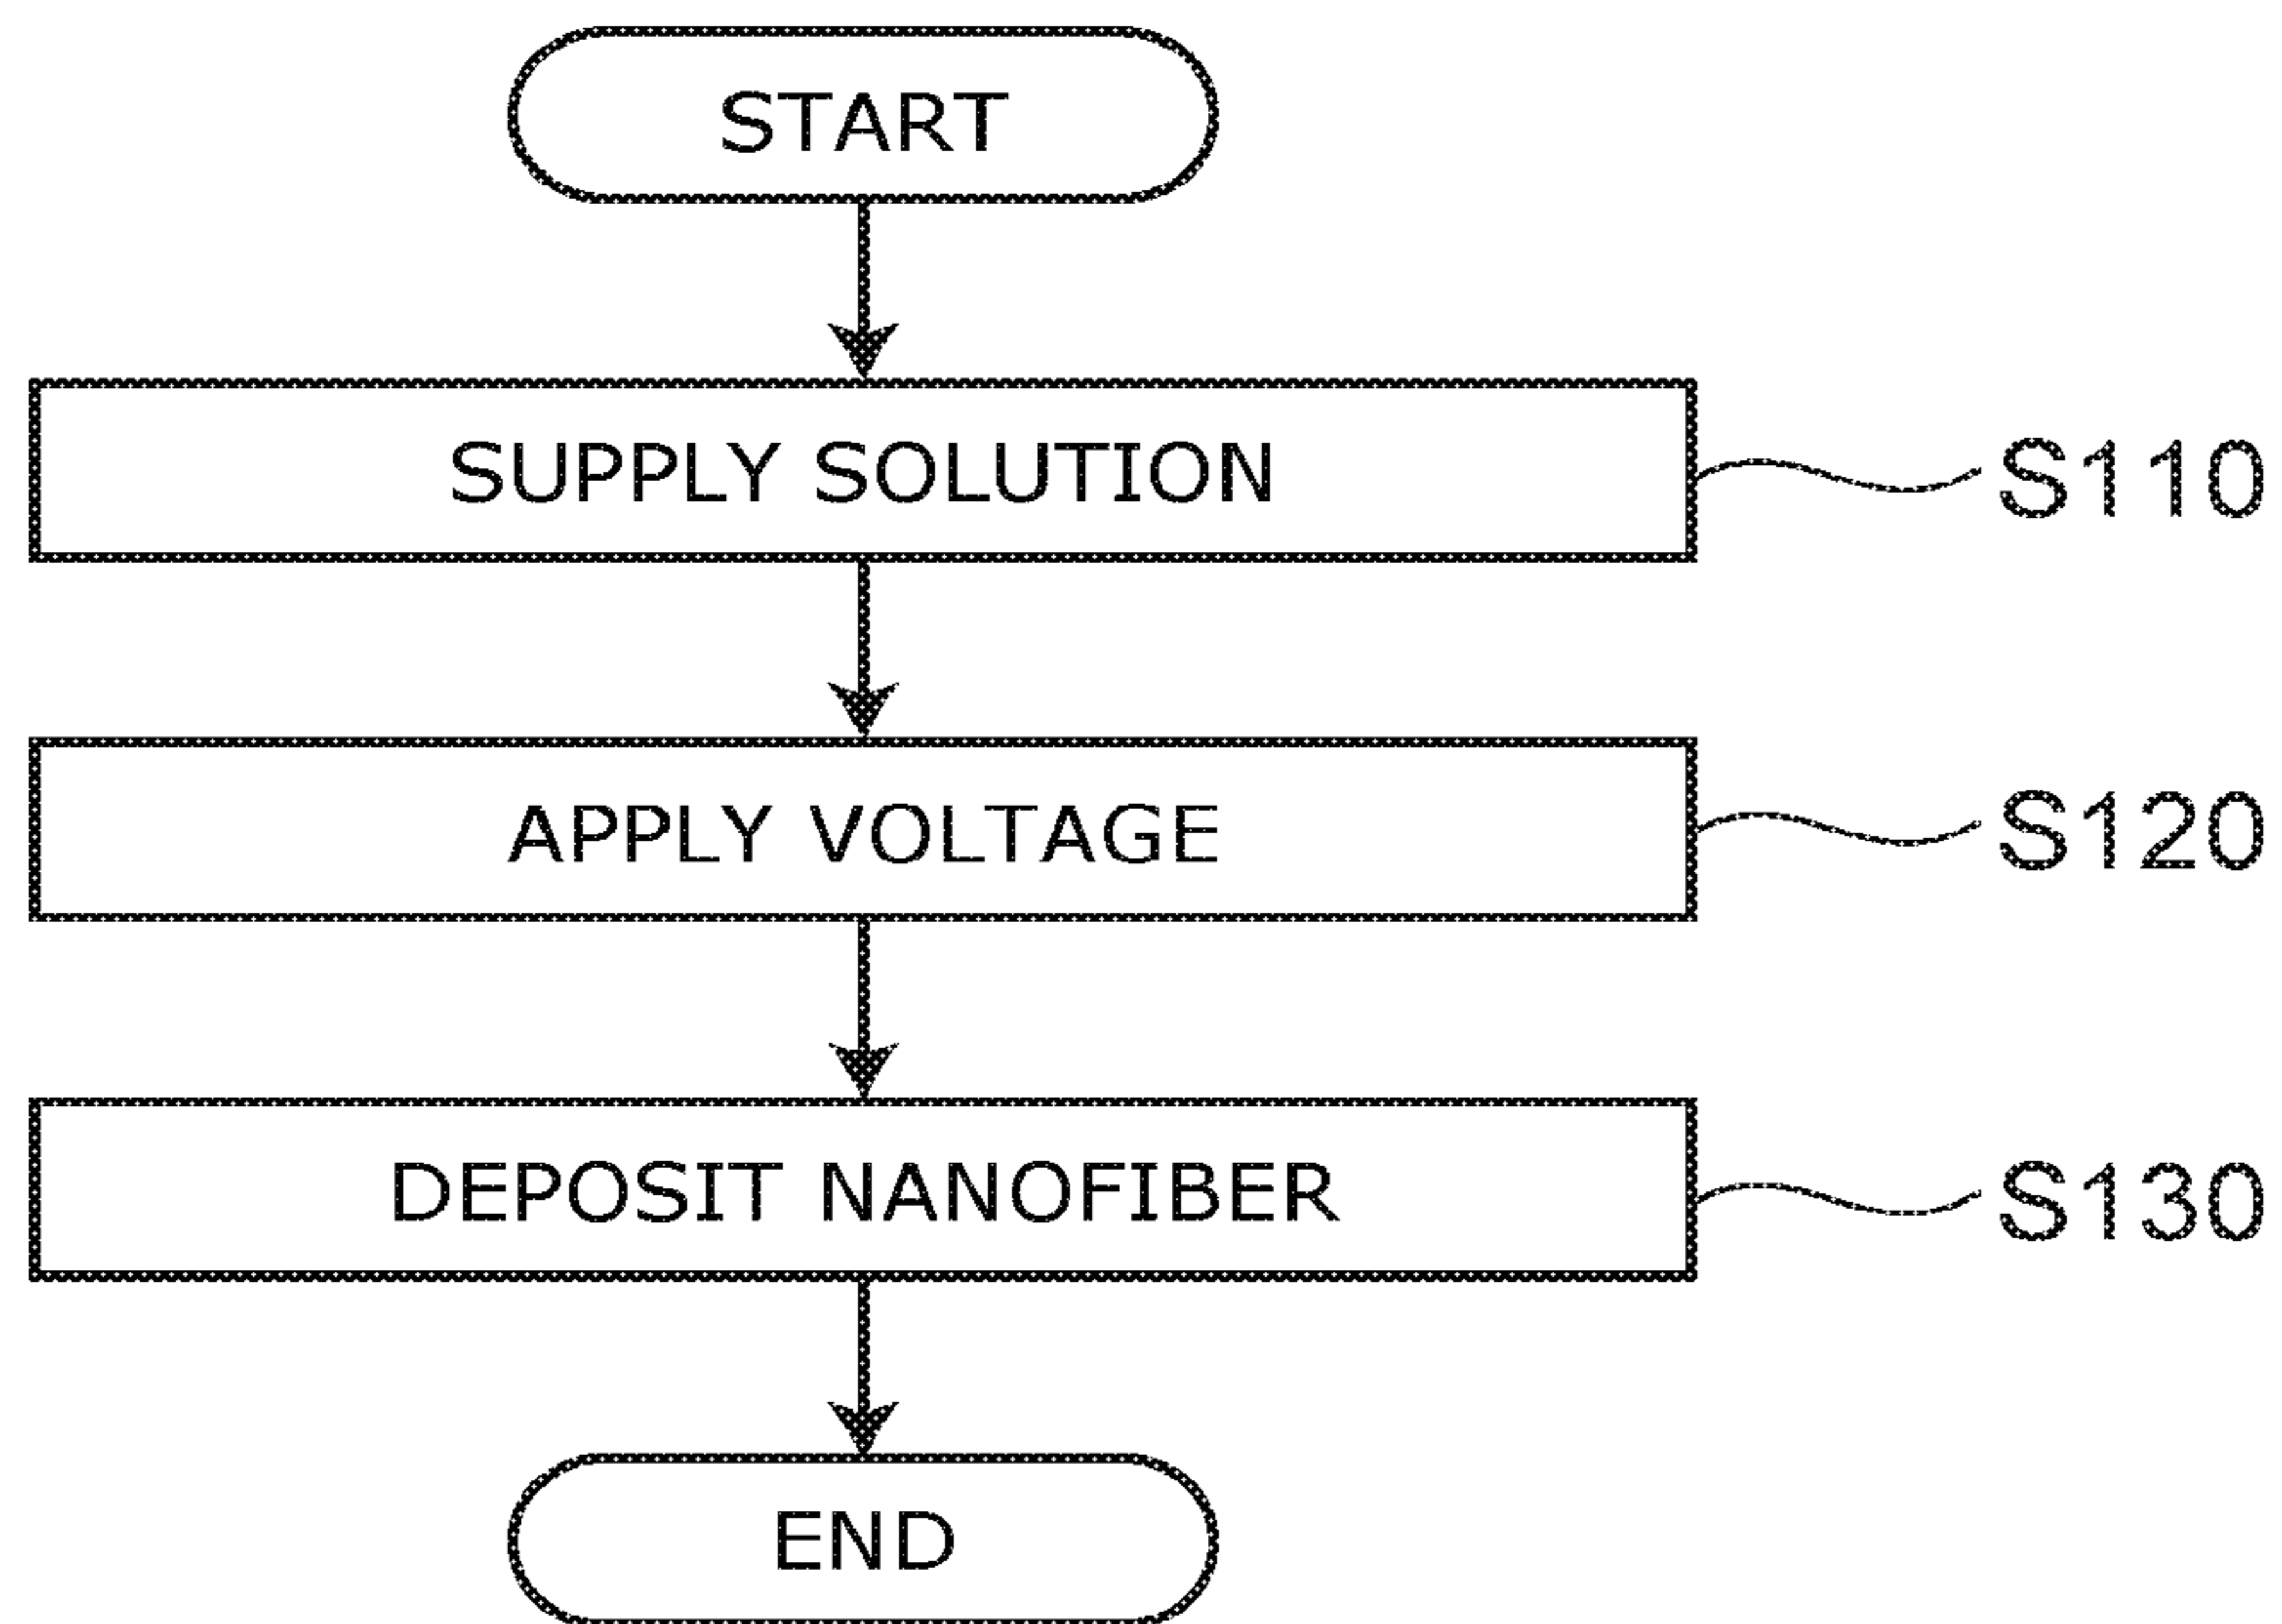 START
SUPPLY SOLUTION
S110
APPLY VOLTAGE
S120
DEPOSIT NANOFIBER
S130
END